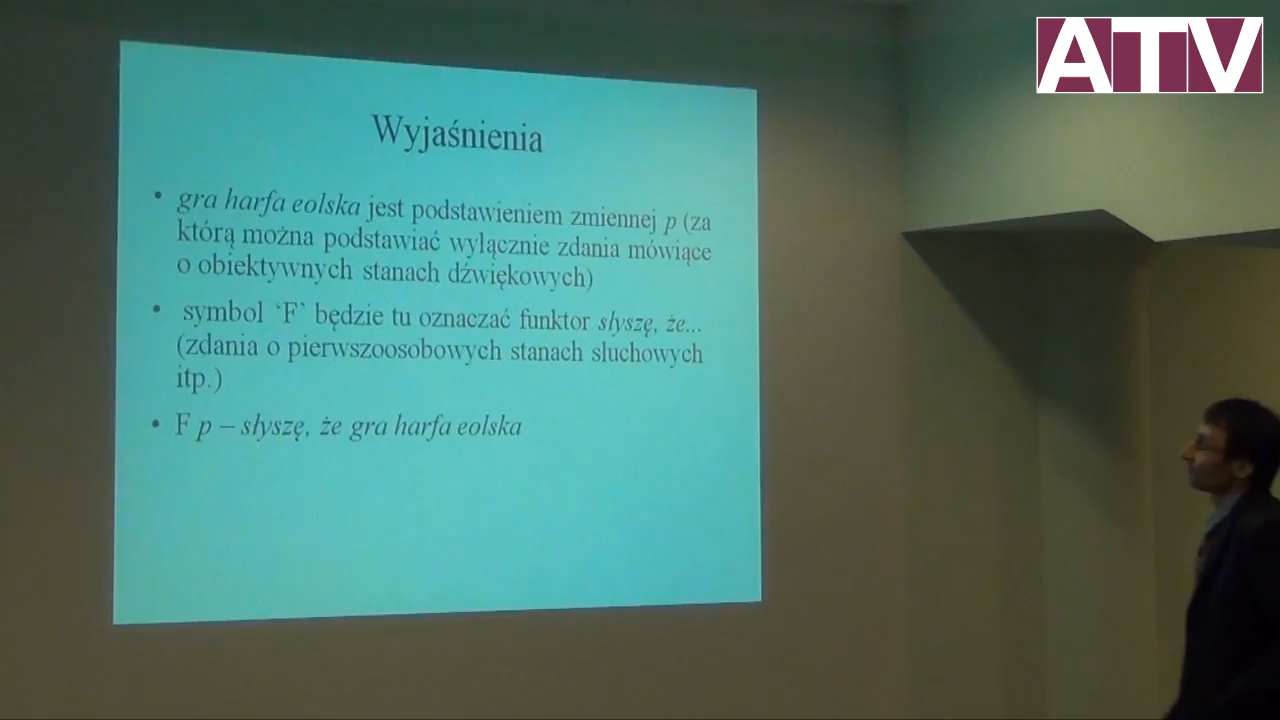 ATV
Wyjaśnienia
• gra harfa eolska jest podstawieniem zmiennej p (za
którą można podstawiać wyłącznie zdania mówiące
o obiektywnych stanach dźwiękowych)
• symbol ‘F’ będzie tu oznaczać funktor słyszę, że...
(zdania o pierwszoosobowych stanach słuchowych
itp.)
• F p – słyszę, że gra harfa eolska